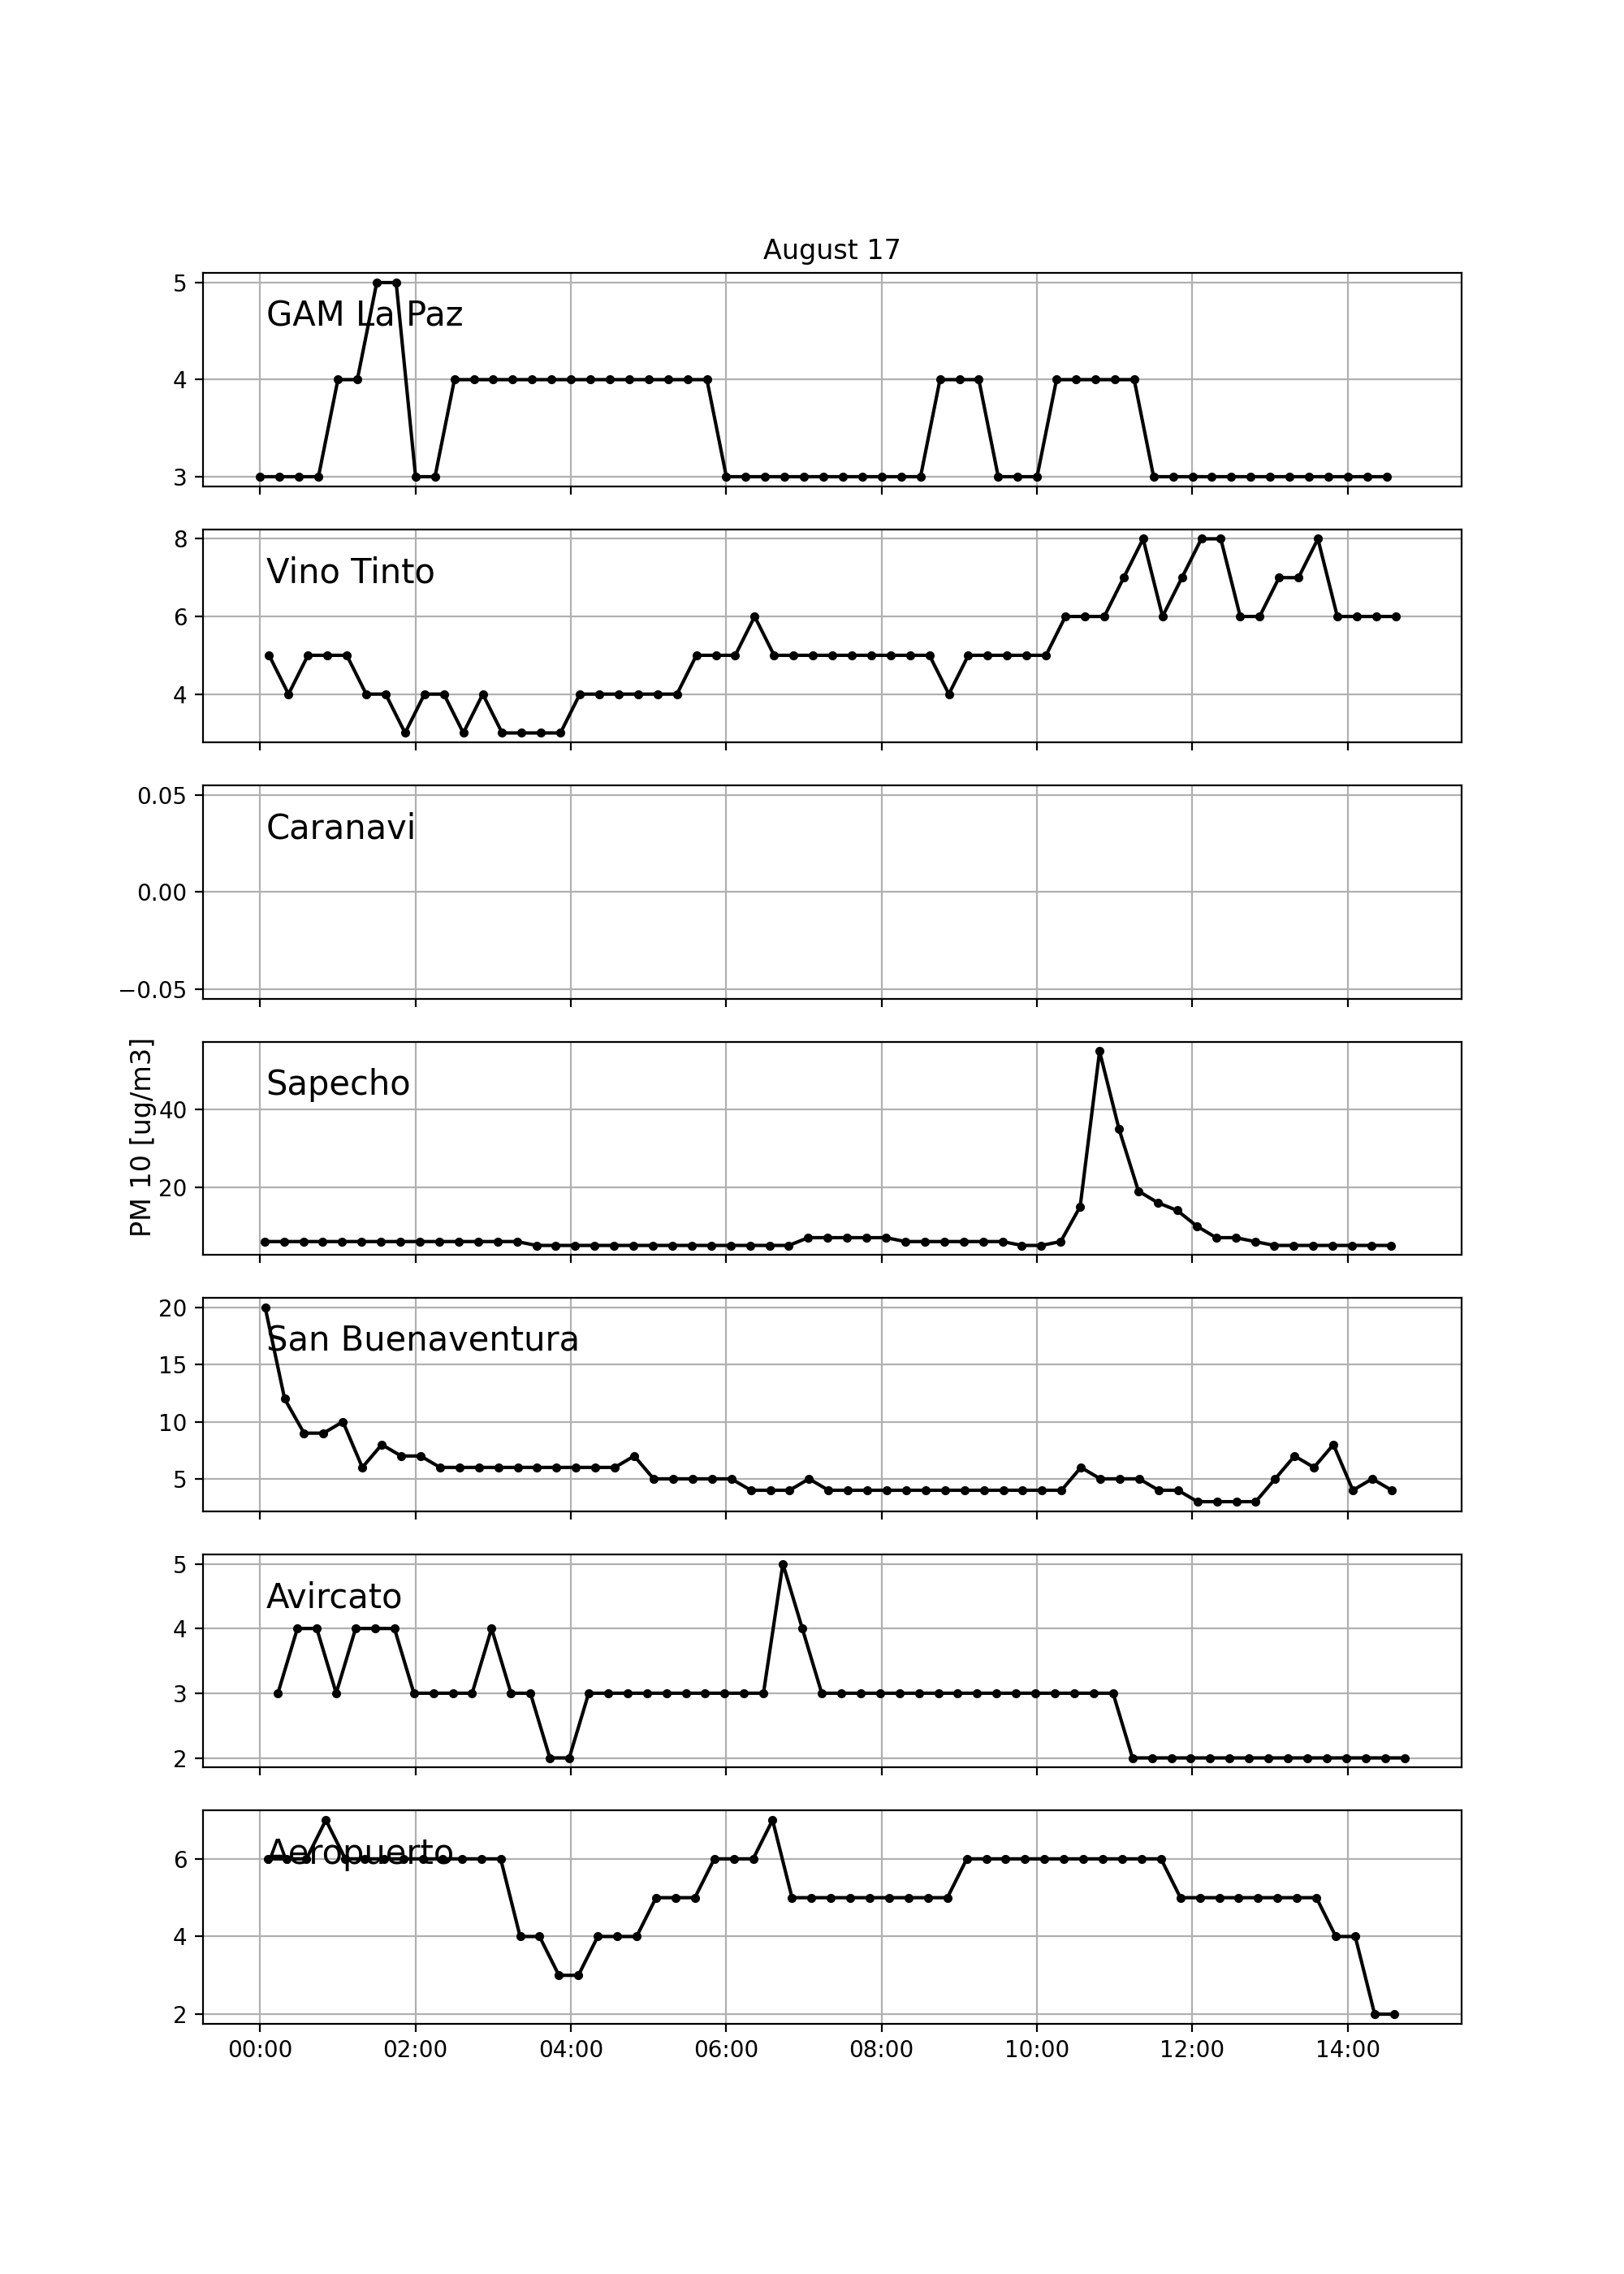 August 17
5
GAM La Paz
4
3
8
Vino Tinto
6
4
0.05
Caranavi
0.00
−0.05
PM 10 [ug/m3]
Sapecho
40
20
20
San Buenaventura
15
10
5
5
Avircato
4
3
2
Aeropuerto
6
4
2
00:00 02:00 04:00 06:00 08:00 10:00 12:00 14:00